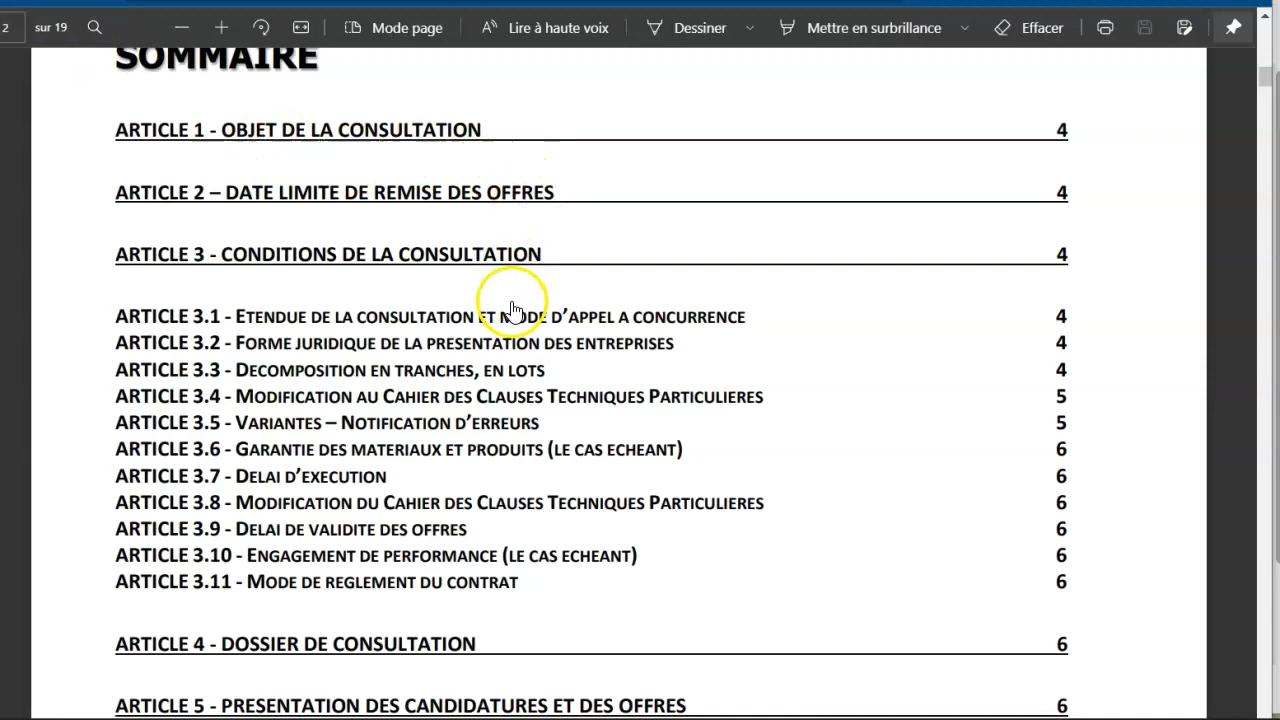 2 sur 19 Mode page Lire à haute voix Dessiner Mettre en surbrillance Effacer
SOMMAIRE
ARTICLE 1 - OBJET DE LA CONSULTATION 4
ARTICLE 2 – DATE LIMITE DE REMISE DES OFFRES 4
ARTICLE 3 - CONDITIONS DE LA CONSULTATION 4
ARTICLE 3.1 - ETENDUE DE LA CONSULTATION ET MODE D’APPEL A CONCURRENCE 4
ARTICLE 3.2 - FORME JURIDIQUE DE LA PRESENTATION DES ENTREPRISES 4
ARTICLE 3.3 - DECOMPOSITION EN TRANCHES, EN LOTS 4
ARTICLE 3.4 - MODIFICATION AU CAHIER DES CLAUSES TECHNIQUES PARTICULIERES 5
ARTICLE 3.5 - VARIANTES – NOTIFICATION D’ERREURS 5
ARTICLE 3.6 - GARANTIE DES MATERIAUX ET PRODUITS (LE CAS ECHEANT) 6
ARTICLE 3.7 - DELAI D’EXECUTION 6
ARTICLE 3.8 - MODIFICATION DU CAHIER DES CLAUSES TECHNIQUES PARTICULIERES 6
ARTICLE 3.9 - DELAI DE VALIDITE DES OFFRES 6
ARTICLE 3.10 - ENGAGEMENT DE PERFORMANCE (LE CAS ECHEANT) 6
ARTICLE 3.11 - MODE DE REGLEMENT DU CONTRAT 6
ARTICLE 4 - DOSSIER DE CONSULTATION 6
ARTICLE 5 - PRESENTATION DES CANDIDATURES ET DES OFFRES 6